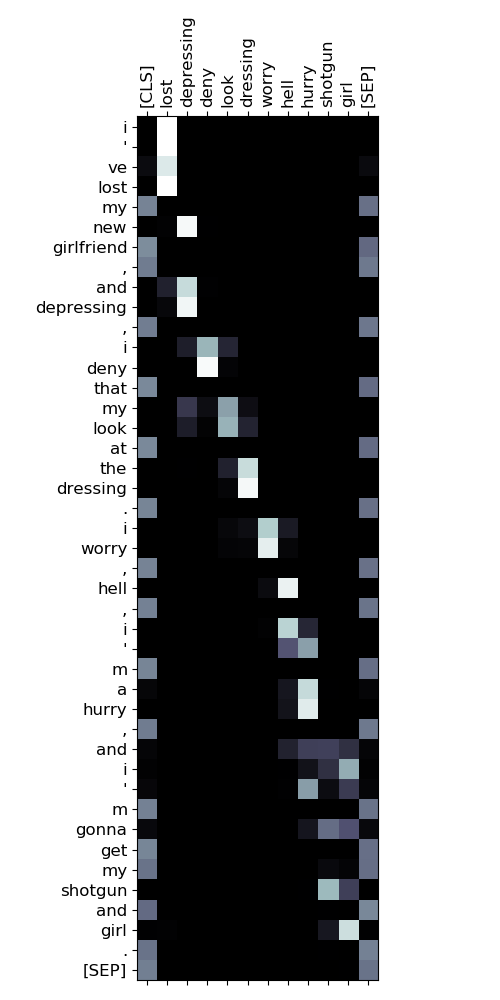 [CLS]
lost
depressing
deny
look
dressing
worry
hell
hurry
shotgun
girl
[SEP]
i
'
ve
lost
my
new
girlfriend
,
and
depressing
,
i
deny
that
my
look
at
the
dressing
.
i
worry
,
hell
,
i
'
m
a
hurry
,
and
i
'
m
gonna
get
my
shotgun
and
girl
.
[SEP]